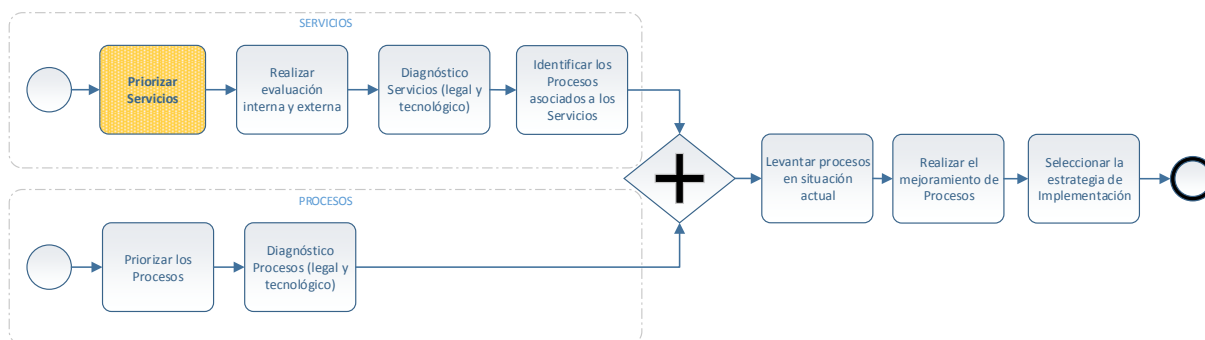 SERVICIOS
Priorizar
Servicios
Realizar
evaluación
interna y externa
Diagnóstico
Servicios (legal y
tecnológico)
Identificar los
Procesos
asociados a los
Servicios
Levantar procesos
en situación
actual
Realizar el
mejoramiento de
Procesos
Seleccionar la
estrategia de
Implementación
PROCESOS
Priorizar los
Procesos
Diagnóstico
Procesos (legal y
tecnológico)